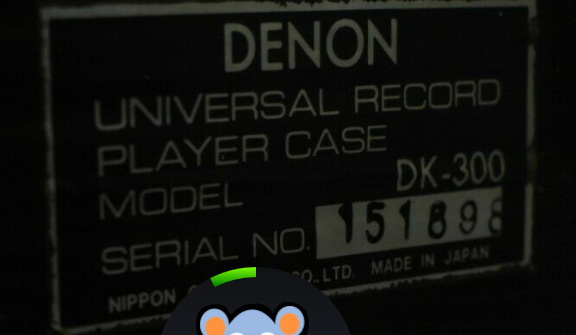 DENON
UNIVERSAL RECORD
PLAYER CASE
MODEL DK-300
SERIAL NO. 151898
NIPPON CO., LTD. MADE IN JAPAN